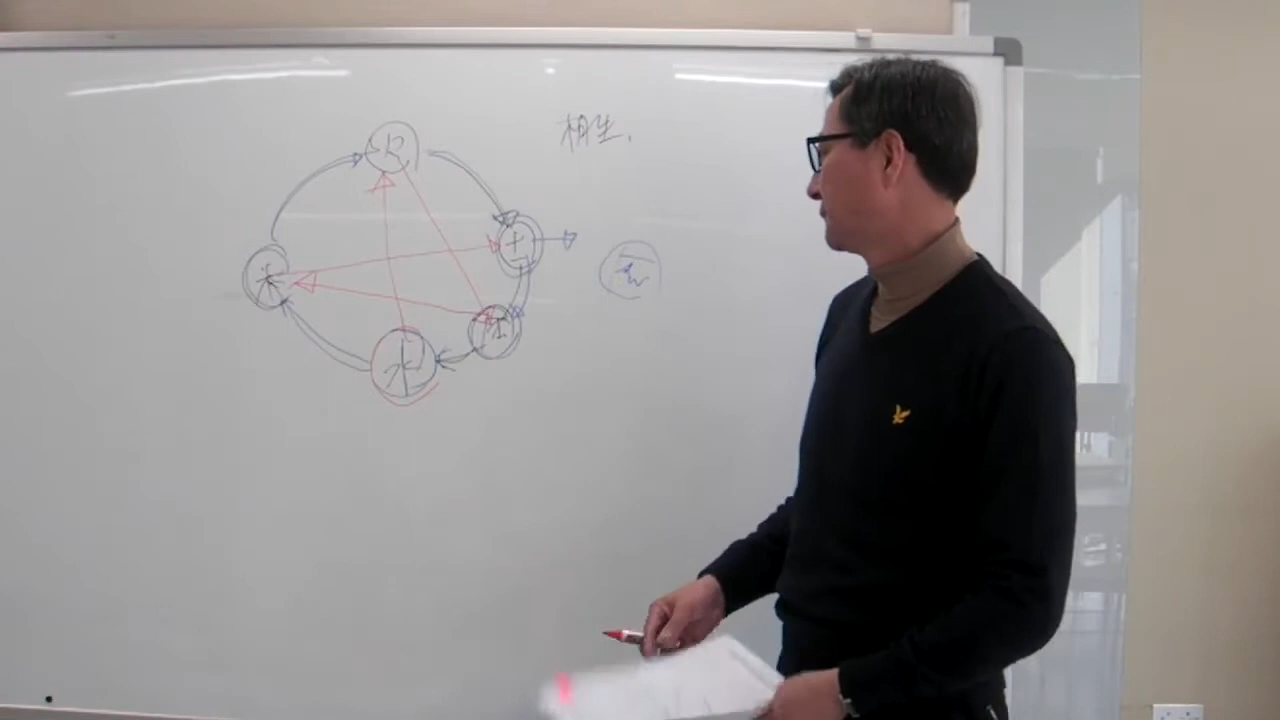 相生.
火
土
木
金
水